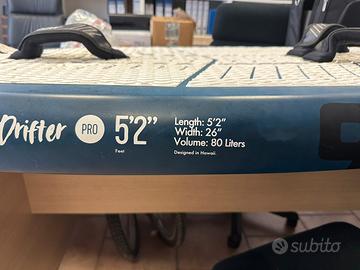 Drifter
PRO
5'2"
Feet
Length: 5'2"
Width: 26"
Volume: 80 Liters
Designed in Hawaii.
subito